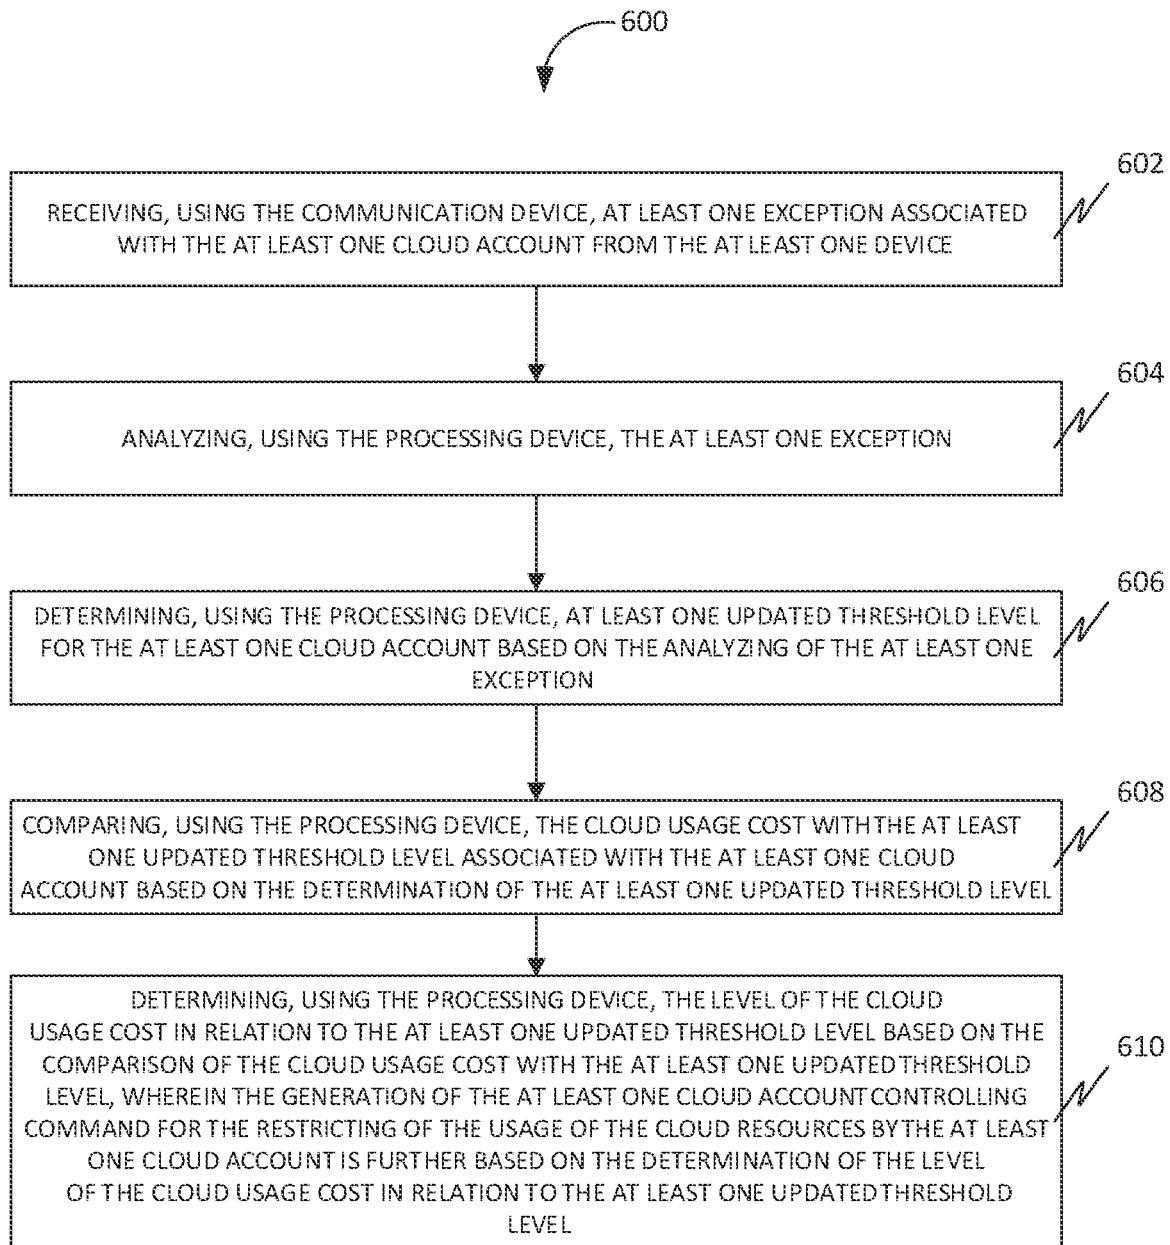 600
602
RECEIVING, USING THE COMMUNICATION DEVICE, AT LEAST ONE EXCEPTION ASSOCIATED
WITH THE AT LEAST ONE CLOUD ACCOUNT FROM THE AT LEAST ONE DEVICE
604
ANALYZING, USING THE PROCESSING DEVICE, THE AT LEAST ONE EXCEPTION
606
DETERMINING, USING THE PROCESSING DEVICE, AT LEAST ONE UPDATED THRESHOLD LEVEL
FOR THE AT LEAST ONE CLOUD ACCOUNT BASED ON THE ANALYZING OF THE AT LEAST ONE
EXCEPTION
608
COMPARING, USING THE PROCESSING DEVICE, THE CLOUD USAGE COST WITH THE AT LEAST
ONE UPDATED THRESHOLD LEVEL ASSOCIATED WITH THE AT LEAST ONE CLOUD
ACCOUNT BASED ON THE DETERMINATION OF THE AT LEAST ONE UPDATED THRESHOLD LEVEL
DETERMINING, USING THE PROCESSING DEVICE, THE LEVEL OF THE CLOUD
USAGE COST IN RELATION TO THE AT LEAST ONE UPDATED THRESHOLD LEVEL BASED ON THE
COMPARISON OF THE CLOUD USAGE COST WITH THE AT LEAST ONE UPDATED THRESHOLD
610
LEVEL, WHEREIN THE GENERATION OF THE AT LEAST ONE CLOUD ACCOUNT CONTROLLING
COMMAND FOR THE RESTRICTING OF THE USAGE OF THE CLOUD RESOURCES BY THE AT LEAST
ONE CLOUD ACCOUNT IS FURTHER BASED ON THE DETERMINATION OF THE LEVEL
OF THE CLOUD USAGE COST IN RELATION TO THE AT LEAST ONE UPDATED THRESHOLD
LEVEL